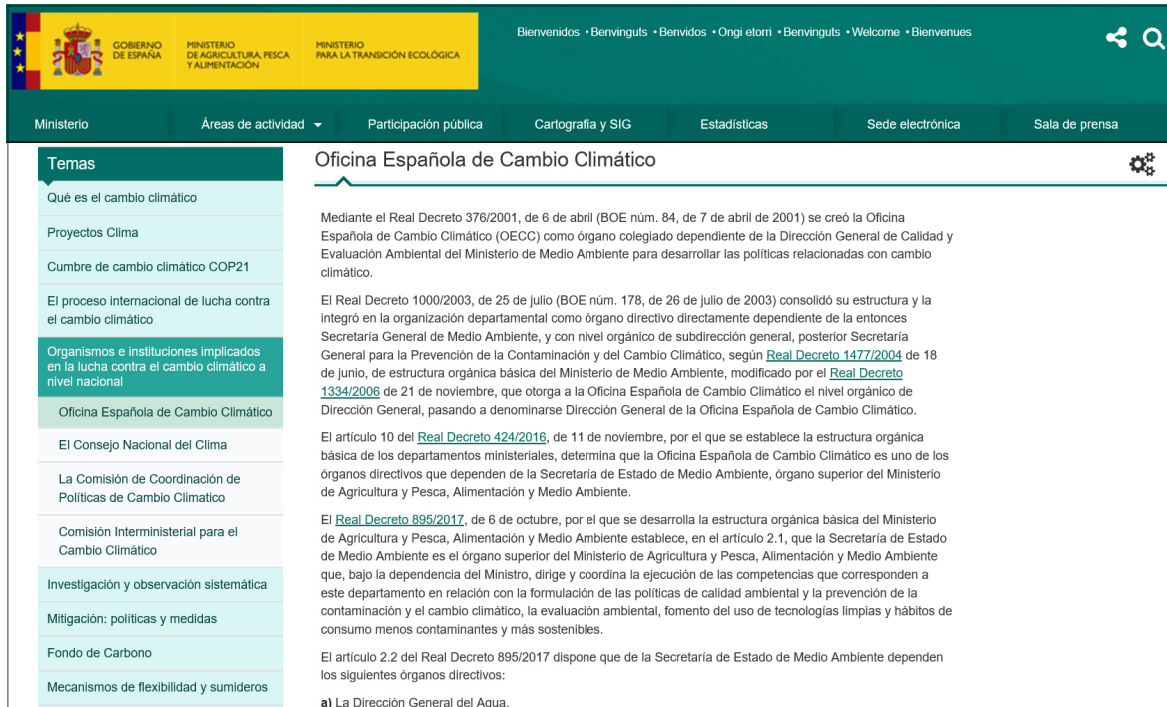 GOBIERNO
DE ESPAÑA
MINISTERIO
DE AGRICULTURA, PESCA
Y ALIMENTACIÓN
MINISTERIO
PARA LA TRANSICIÓN ECOLÓGICA
Bienvenidos • Benvinguts • Benvidos • Ongi etorri • Benvinguts • Welcome • Bienvenues
Ministerio
Áreas de actividad
Participación pública
Cartografía y SIG
Estadísticas
Sede electrónica
Sala de prensa
Temas
Qué es el cambio climático
Proyectos Clima
Cumbre de cambio climático COP21
El proceso internacional de lucha contra
el cambio climático
Organismos e instituciones implicados
en la lucha contra el cambio climático a
nivel nacional
Oficina Española de Cambio Climático
El Consejo Nacional del Clima
La Comisión de Coordinación de
Políticas de Cambio Climatico
Comisión Interministerial para el
Cambio Climático
Investigación y observación sistemática
Mitigación: políticas y medidas
Fondo de Carbono
Mecanismos de flexibilidad y sumideros
Oficina Española de Cambio Climático
Mediante el Real Decreto 376/2001, de 6 de abril (BOE núm. 84, de 7 de abril de 2001) se creó la Oficina
Española de Cambio Climático (OECC) como órgano colegiado dependiente de la Dirección General de Calidad y
Evaluación Ambiental del Ministerio de Medio Ambiente para desarrollar las políticas relacionadas con cambio
climático.
El Real Decreto 1000/2003, de 25 de julio (BOE núm. 178, de 26 de julio de 2003) consolidó su estructura y la
integró en la organización departamental como órgano directivo directamente dependiente de la entonces
Secretaría General de Medio Ambiente, y con nivel orgánico de subdirección general, posterior Secretaría
General para la Prevención de la Contaminación y del Cambio Climático, según Real Decreto 1477/2004 de 18
de junio, de estructura orgánica básica del Ministerio de Medio Ambiente, modificado por el Real Decreto
1334/2006 de 21 de noviembre, que otorga a la Oficina Española de Cambio Climático el nivel orgánico de
Dirección General, pasando a denominarse Dirección General de la Oficina Española de Cambio Climático.
El artículo 10 del Real Decreto 424/2016, de 11 de noviembre, por el que se establece la estructura orgánica
básica de los departamentos ministeriales, determina que la Oficina Española de Cambio Climático es uno de los
órganos directivos que dependen de la Secretaría de Estado de Medio Ambiente, órgano superior del Ministerio
de Agricultura y Pesca, Alimentación y Medio Ambiente.
El Real Decreto 895/2017, de 6 de octubre, por el que se desarrolla la estructura orgánica básica del Ministerio
de Agricultura y Pesca, Alimentación y Medio Ambiente establece, en el artículo 2.1, que la Secretaría de Estado
de Medio Ambiente es el órgano superior del Ministerio de Agricultura y Pesca, Alimentación y Medio Ambiente
que, bajo la dependencia del Ministro, dirige y coordina la ejecución de las competencias que corresponden a
este departamento en relación con la formulación de las políticas de calidad ambiental y la prevención de la
contaminación y el cambio climático, la evaluación ambiental, fomento del uso de tecnologías limpias y hábitos de
consumo menos contaminantes y más sostenibles.
El artículo 2.2 del Real Decreto 895/2017 dispone que de la Secretaría de Estado de Medio Ambiente dependen
los siguientes órganos directivos:
a) La Dirección General del Agua.